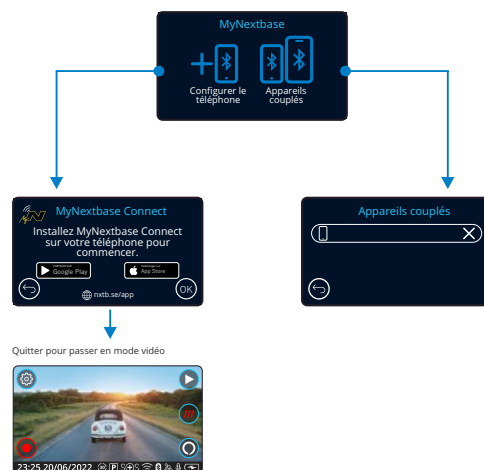 MyNextbase
Configurer le
téléphone
Appareils
couplés
MyNextbase Connect
Installez MyNextbase Connect
sur votre téléphone pour
commencer.
Google Play
App Store
nxtb.se/app
OK
Appareils couplés
Quitter pour passer en mode vidéo
23:25 20/06/2022